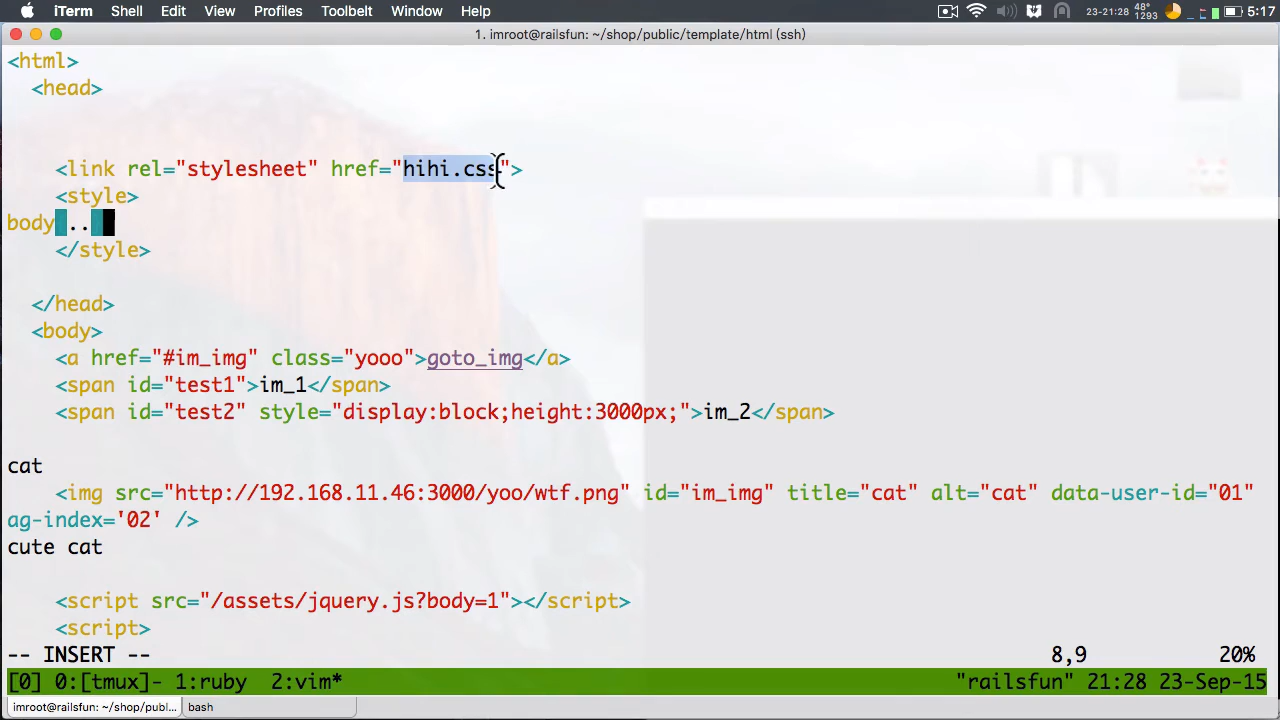 iTerm Shell Edit View Profiles Toolbelt Window Help 23-21:28 48° 1293 5:17
1. imroot@railsfun: ~/shop/public/template/html (ssh)
<html>
<head>
<link rel="stylesheet" href="hihi.css">
<style>
body{..}
</style>
</head>
<body>
<a href="#im_img" class="yooo">goto_img</a>
<span id="test1">im_1</span>
<span id="test2" style="display:block;height:3000px;">im_2</span>
cat
<img src="http://192.168.11.46:3000/yoo/wtf.png" id="im_img" title="cat" alt="cat" data-user-id="01"
ag-index='02' />
cute cat
<script src="/assets/jquery.js?body=1"></script>
<script>
-- INSERT -- 8,9 20%
[0] 0:[tmux]- 1:ruby 2:vim* "railsfun" 21:28 23-Sep-15
imroot@railsfun: ~/shop/publ... bash